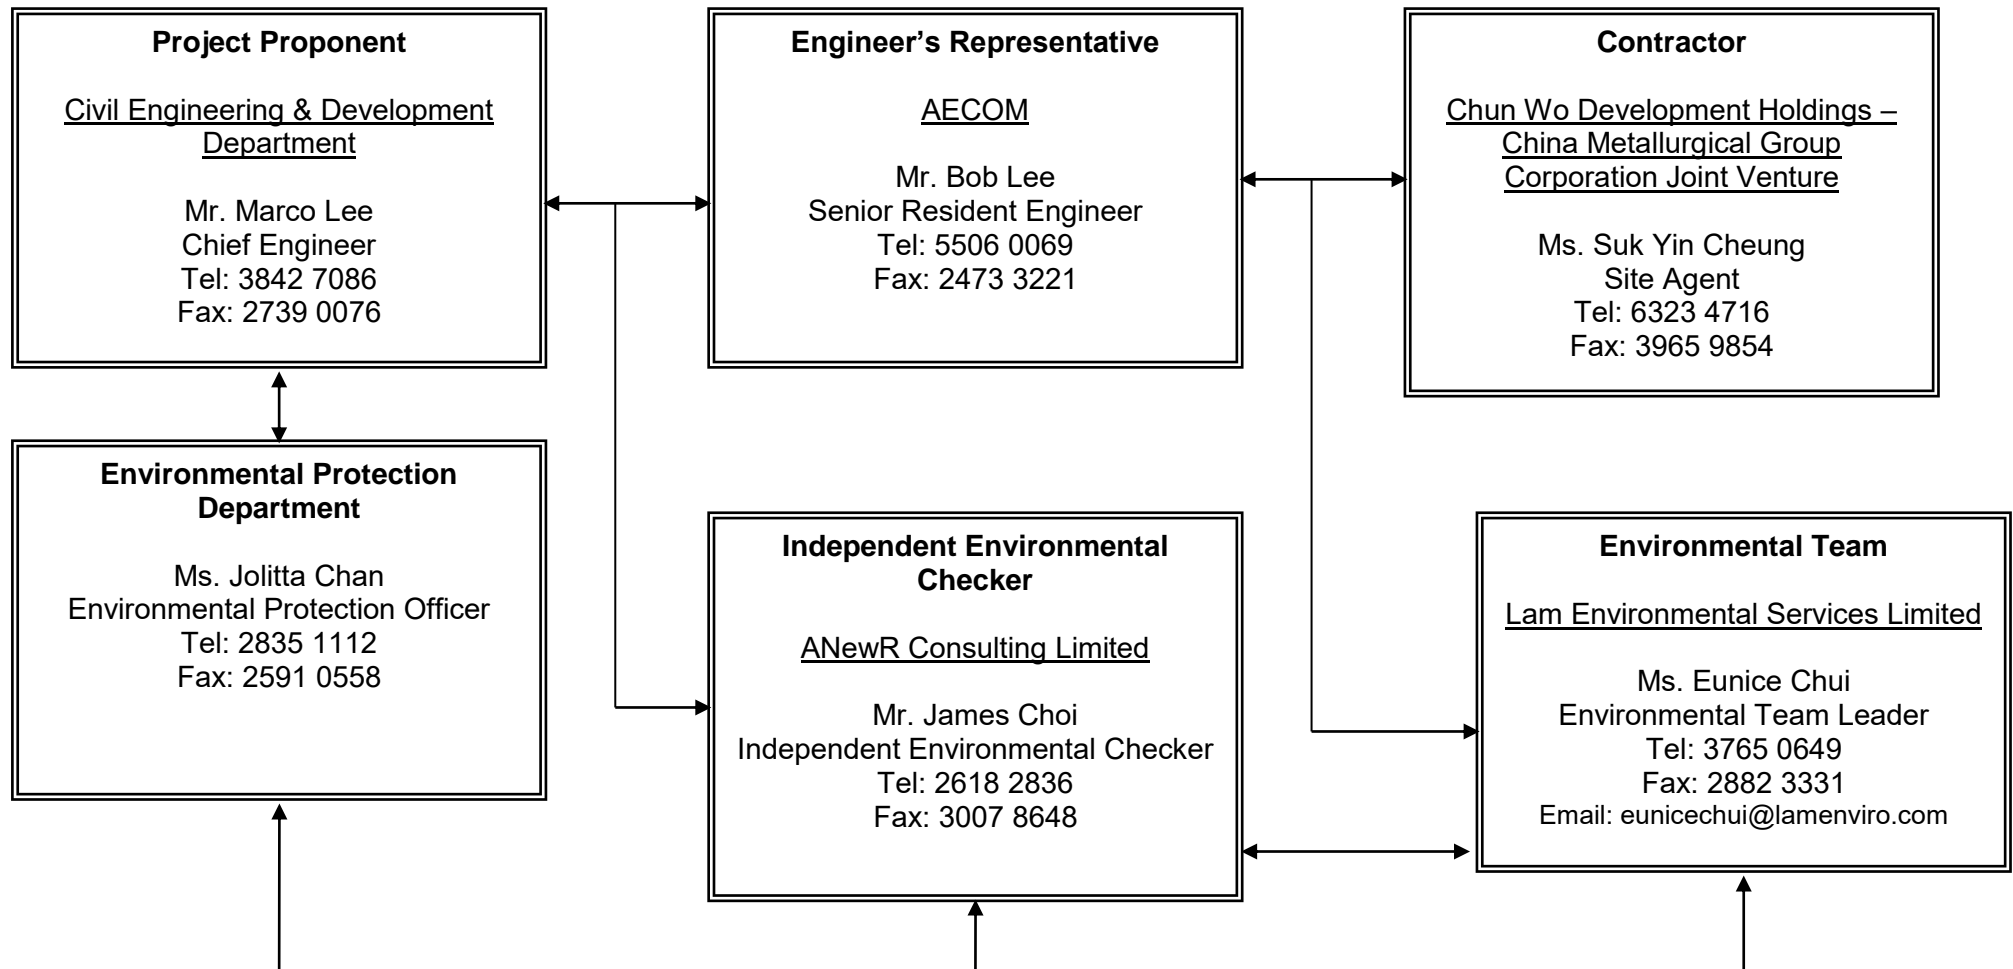 Project Proponent
Civil Engineering & Development
Department
Mr. Marco Lee
Chief Engineer
Tel: 3842 7086
Fax: 2739 0076
Engineer’s Representative
AECOM
Mr. Bob Lee
Senior Resident Engineer
Tel: 5506 0069
Fax: 2473 3221
Contractor
Chun Wo Development Holdings –
China Metallurgical Group
Corporation Joint Venture
Ms. Suk Yin Cheung
Site Agent
Tel: 6323 4716
Fax: 3965 9854
Environmental Protection
Department
Ms. Jolitta Chan
Environmental Protection Officer
Tel: 2835 1112
Fax: 2591 0558
Independent Environmental
Checker
ANewR Consulting Limited
Mr. James Choi
Independent Environmental Checker
Tel: 2618 2836
Fax: 3007 8648
Environmental Team
Lam Environmental Services Limited
Ms. Eunice Chui
Environmental Team Leader
Tel: 3765 0649
Fax: 2882 3331
Email: eunicechui@lamenviro.com